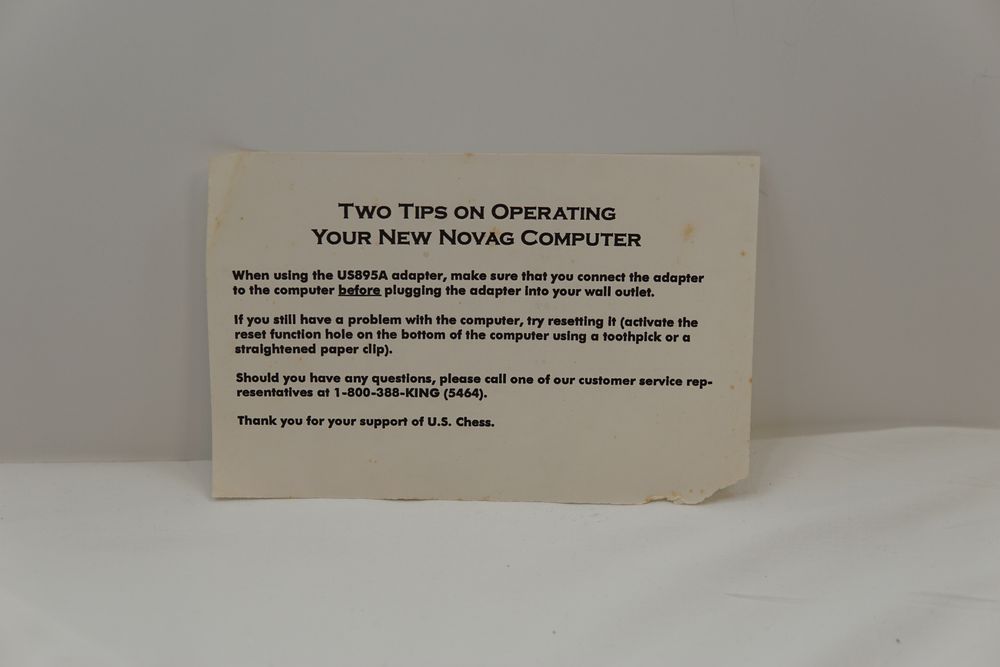 Two Tips on Operating
Your New Novag Computer
When using the US895A adapter, make sure that you connect the adapter
to the computer before plugging the adapter into your wall outlet.
If you still have a problem with the computer, try resetting it (activate the
reset function hole on the bottom of the computer using a toothpick or a
straightened paper clip).
Should you have any questions, please call one of our customer service rep-
resentatives at 1-800-388-KING (5464).
Thank you for your support of U.S. Chess.